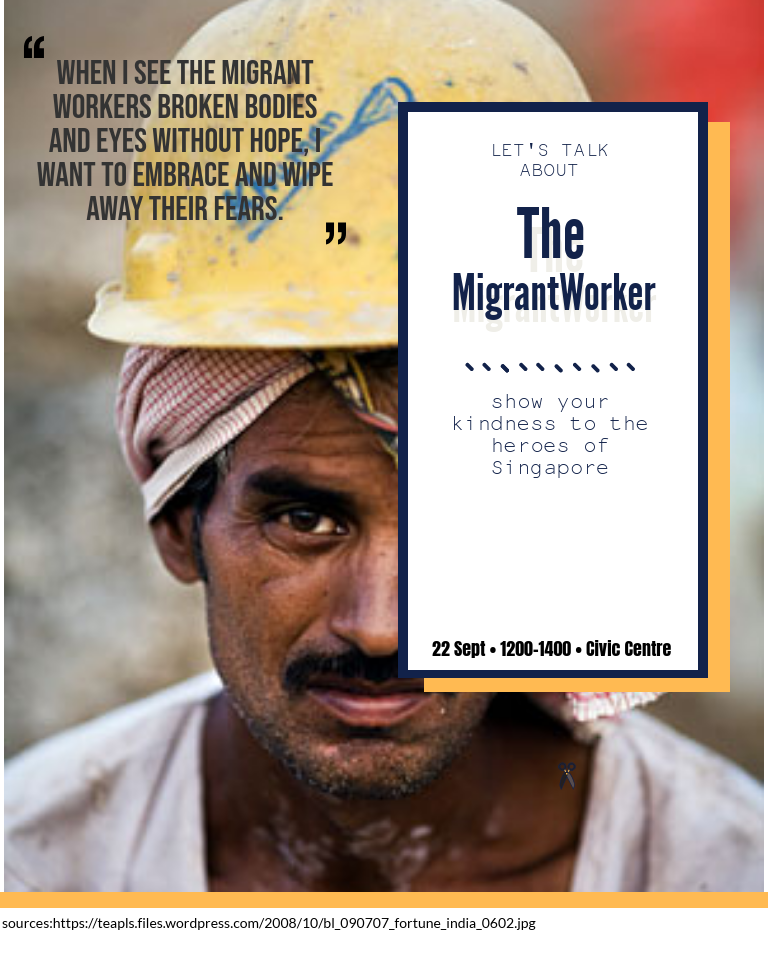 “
WHEN I SEE THE MIGRANT
WORKERS BROKEN BODIES
AND EYES WITHOUT HOPE, I
WANT TO EMBRACE AND WIPE
AWAY THEIR FEARS.
”
LET'S TALK
ABOUT
The
MigrantWorker
show your
kindness to the
heroes of
Singapore
22 Sept • 1200-1400 • Civic Centre
sources:https://teapls.files.wordpress.com/2008/10/bl_090707_fortune_india_0602.jpg